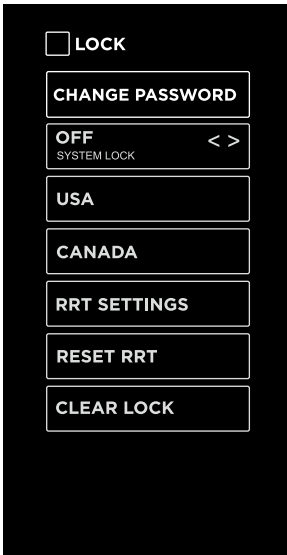 LOCK
CHANGE PASSWORD
OFF < >
SYSTEM LOCK
USA
CANADA
RRT SETTINGS
RESET RRT
CLEAR LOCK